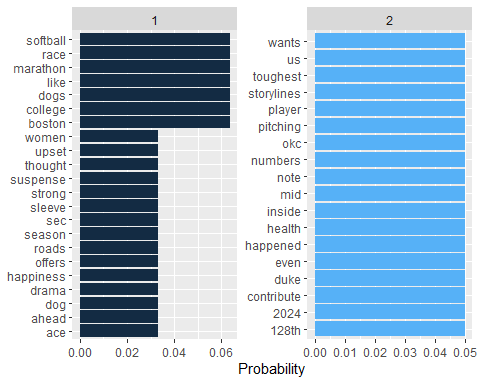 1
softball
race
marathon
like
dogs
college
boston
women
upset
thought
suspense
strong
sleeve
sec
season
roads
offers
happiness
drama
dog
ahead
ace
0.00 0.02 0.04 0.06
2
wants
us
toughest
storylines
player
pitching
okc
numbers
note
mid
inside
health
happened
even
duke
contribute
2024
128th
0.00 0.01 0.02 0.03 0.04 0.05
Probability